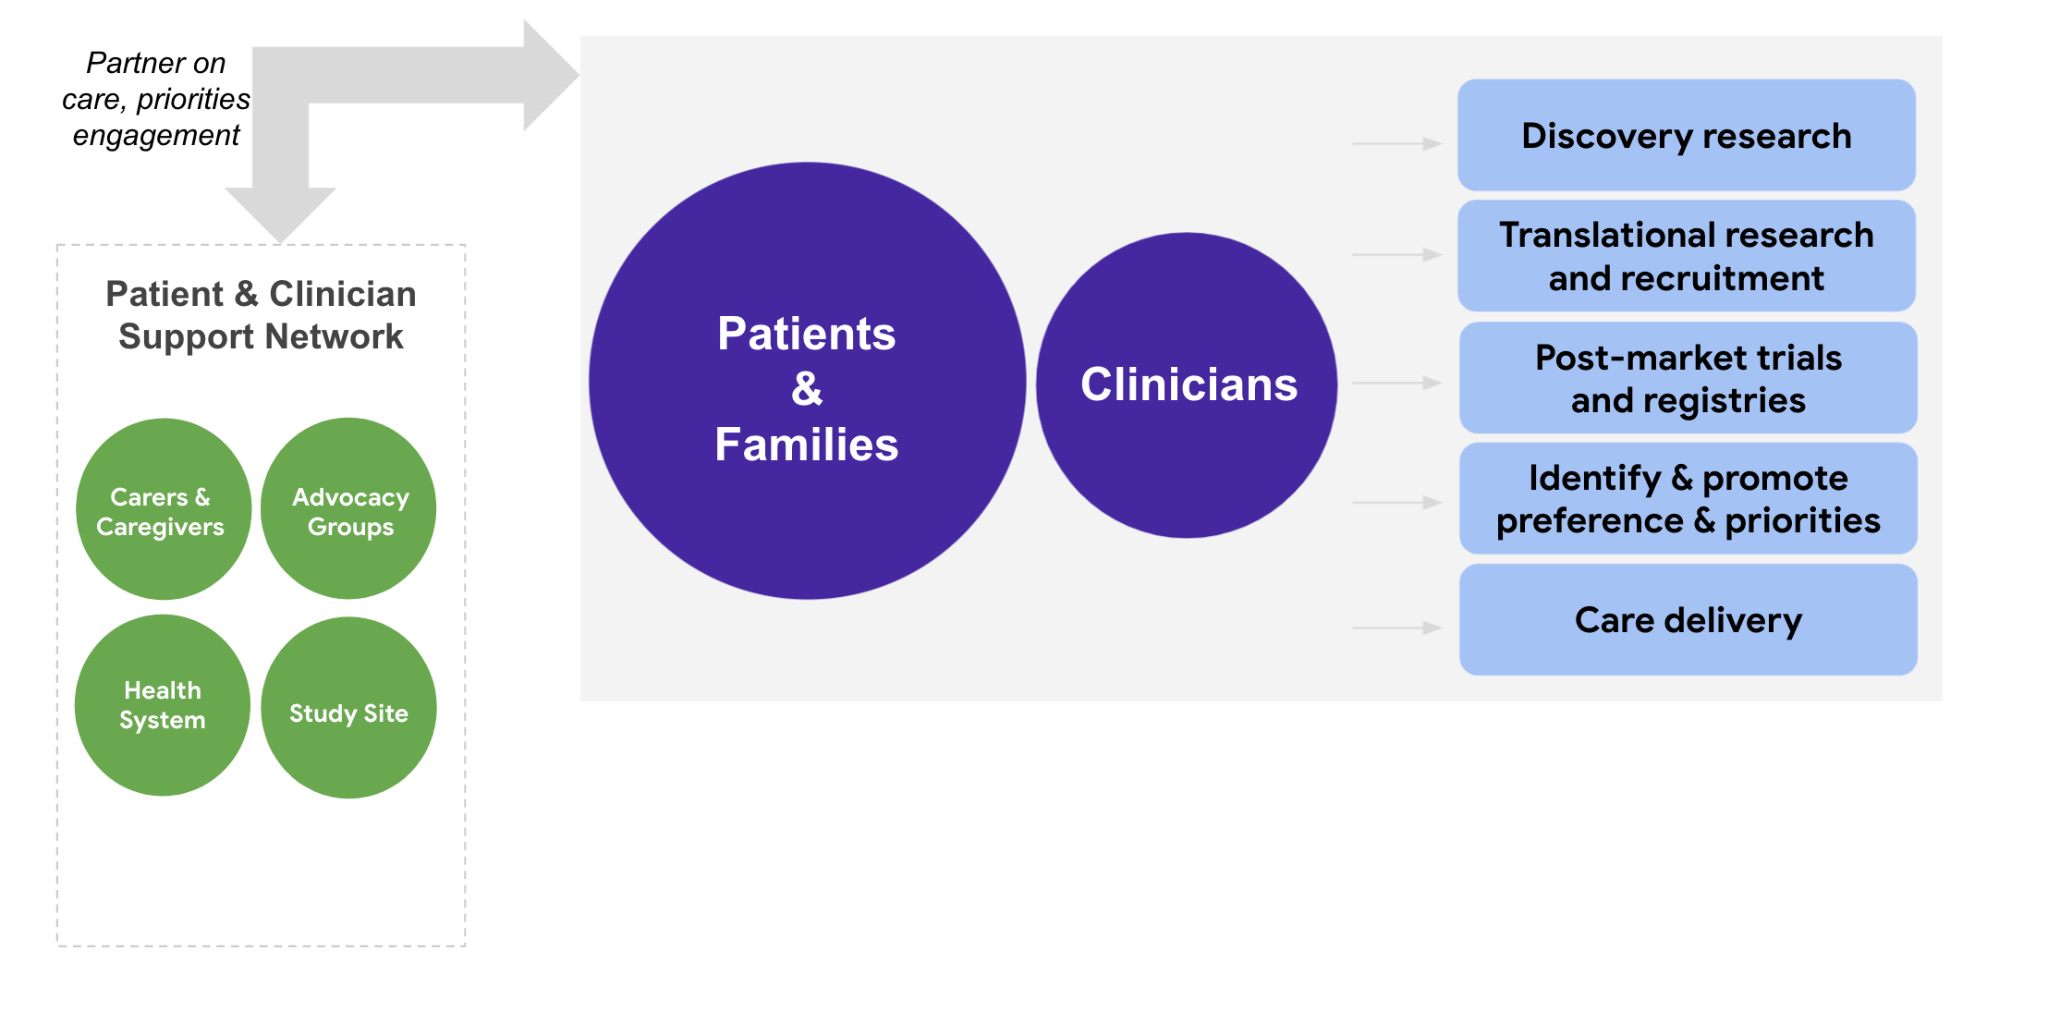 Partner on
care, priorities
engagement
Patient & Clinician
Support Network
Carers &
Caregivers
Advocacy
Groups
Health
System
Study Site
Patients
&
Families
Clinicians
Discovery research
Translational research
and recruitment
Post-market trials
and registries
Identify & promote
preference & priorities
Care delivery